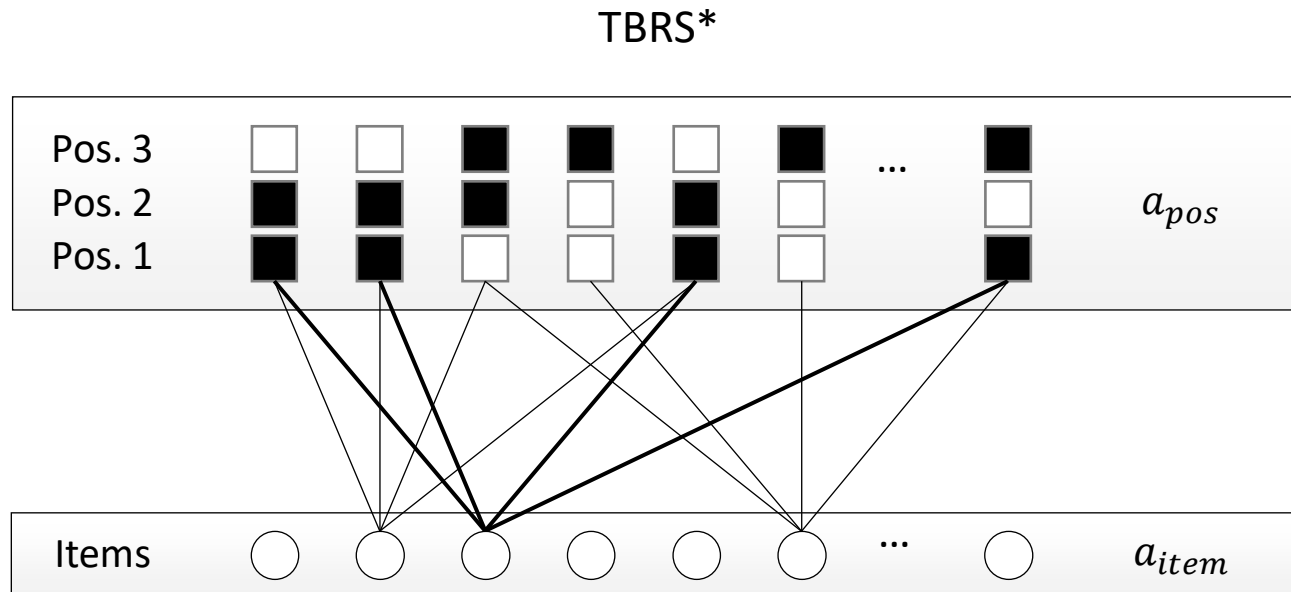 TBRS*
Pos. 3
...
Pos. 2
a_pos
Pos. 1
Items
...
a_item